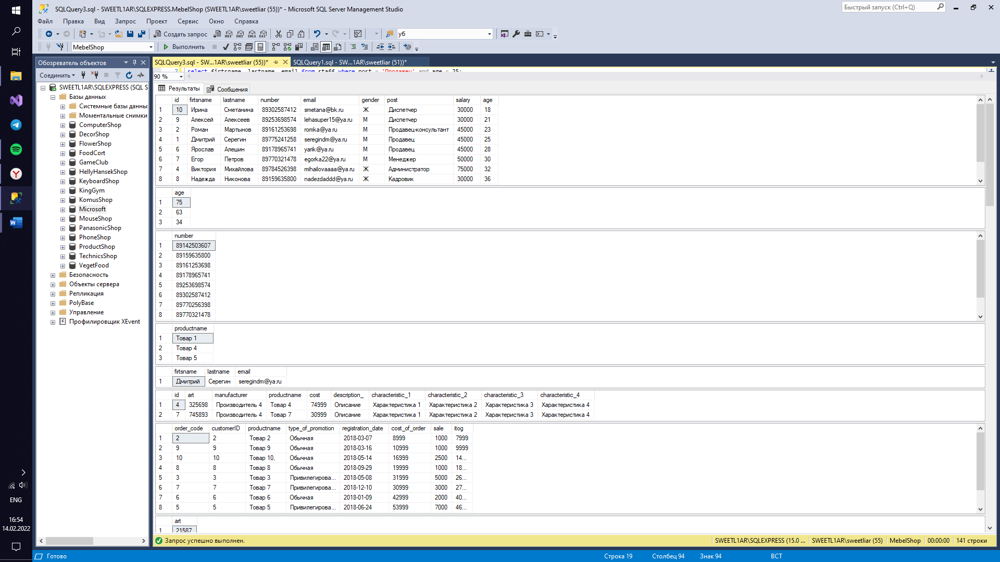 SQLQuery3.sql - SWEETL1AR\SQLEXPRESS.MebelShop (SWEETL1AR\sweetliar (55))* - Microsoft SQL Server Management Studio
Быстрый запуск (Ctrl+Q)
Файл Правка Вид Запрос Проект Сервис Окно Справка
Создать запрос
MDX DMX XMLA DAX
у6
MebelShop
Выполнить
Обозреватель объектов
Соединить
SWEETL1AR\SQLEXPRESS (SQL S
Базы данных
Системные базы данны
Моментальные снимки
ComputerShop
DecorShop
FlowerShop
FoodCort
GameClub
HellyHansekShop
KeyboardShop
KingGym
KomusShop
Microsoft
MouseShop
PanasonicShop
PhoneShop
ProductShop
TechnicsShop
VegetFood
Безопасность
Объекты сервера
Репликация
PolyBase
Управление
Профилировщик XEvent
SQLQuery3.sql - SW...1AR\sweetliar (55))*
SQLQuery1.sql - SW...1AR\sweetliar (51))*
7 select firtsname, lastname, email from staff where post = 'Продавец' and age = 25;
90 %
Результаты Сообщения
id firtsname lastname number email gender post salary age
1 10 Ирина Сметанина 89302587412 smetana@bk.ru Ж Диспетчер 30000 18
2 9 Алексей Алексеев 89253698574 lehasuper15@ya.ru М Диспетчер 30000 21
3 2 Роман Мартынов 89161253698 romka@ya.ru М Продавец-консультант 45000 23
4 1 Дмитрий Серегин 89775241258 seregindm@ya.ru М Продавец 45000 25
5 6 Ярослав Алешин 89178965741 yarik@ya.ru М Продавец 45000 28
6 7 Егор Петров 89770321478 egorka22@ya.ru М Менеджер 50000 30
7 4 Виктория Михайлова 89784526398 mihailovaaaa@ya.ru Ж Администратор 75000 32
8 8 Надежда Никонова 89159635800 nadezdaddd@ya.ru Ж Кадровик 30000 36
age
1 75
2 63
3 34
number
1 89142503607
2 89159635800
3 89161253698
4 89178965741
5 89253698574
6 89302587412
7 89770256398
8 89770321478
productname
1 Товар 1
2 Товар 4
3 Товар 5
firtsname lastname email
1 Дмитрий Серегин seregindm@ya.ru
id art manufacturer productname cost description_ characteristic_1 characteristic_2 characteristic_3 characteristic_4
1 4 325698 Производитель 4 Товар 4 74999 Описание Характеристика 1 Характеристика 2 Характеристика 3 Характеристика 4
2 7 745893 Производитель 4 Товар 7 30999 Описание Характеристика 1 Характеристика 2 Характеристика 3 Характеристика 4
order_code customerID productname type_of_promotion registration_date cost_of_order sale itog
1 2 2 Товар 2 Обычная 2018-03-07 8999 1000 7999
2 9 9 Товар 9 Обычная 2018-03-16 10999 1000 9999
3 10 10 Товар 10, Обычная 2018-05-14 16999 2500 14...
4 8 8 Товар 8 Обычная 2018-09-29 19999 1000 18...
5 3 3 Товар 3 Привилегирова... 2018-05-08 31999 5000 26...
6 7 7 Товар 7 Привилегирова... 2018-12-10 30999 3000 27...
7 6 6 Товар 6 Обычная 2018-01-09 42999 2000 40...
8 5 5 Товар 5 Привилегирова... 2018-06-24 53999 7000 46...
art
1 21587
Запрос успешно выполнен.
SWEETL1AR\SQLEXPRESS (15.0 ... SWEETL1AR\sweetliar (55) MebelShop 00:00:00 141 строки
Готово
Строка 19 Столбец 94 Знак 94 ВСТ
ENG
16:54
14.02.2022